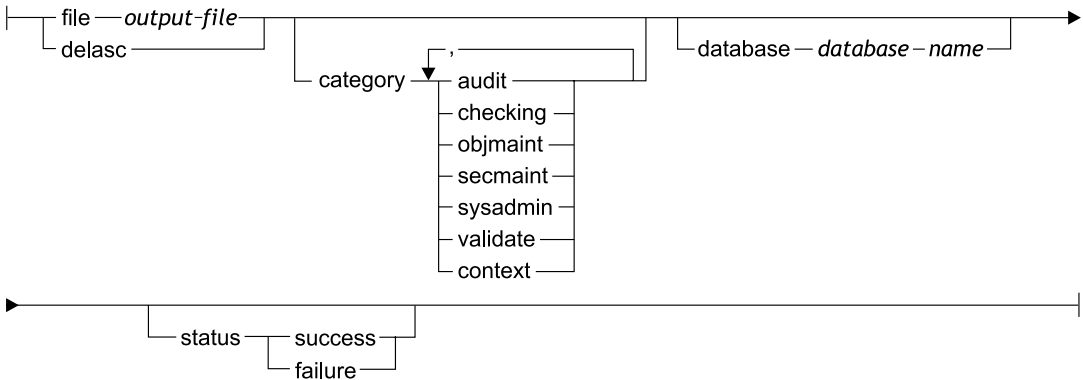 file output-file
delasc
,
category audit
checking
objmaint
secmaint
sysadmin
validate
context
database database-name
status success
failure